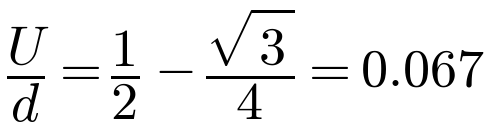 U/d = 1/2 − √3/4 = 0.067